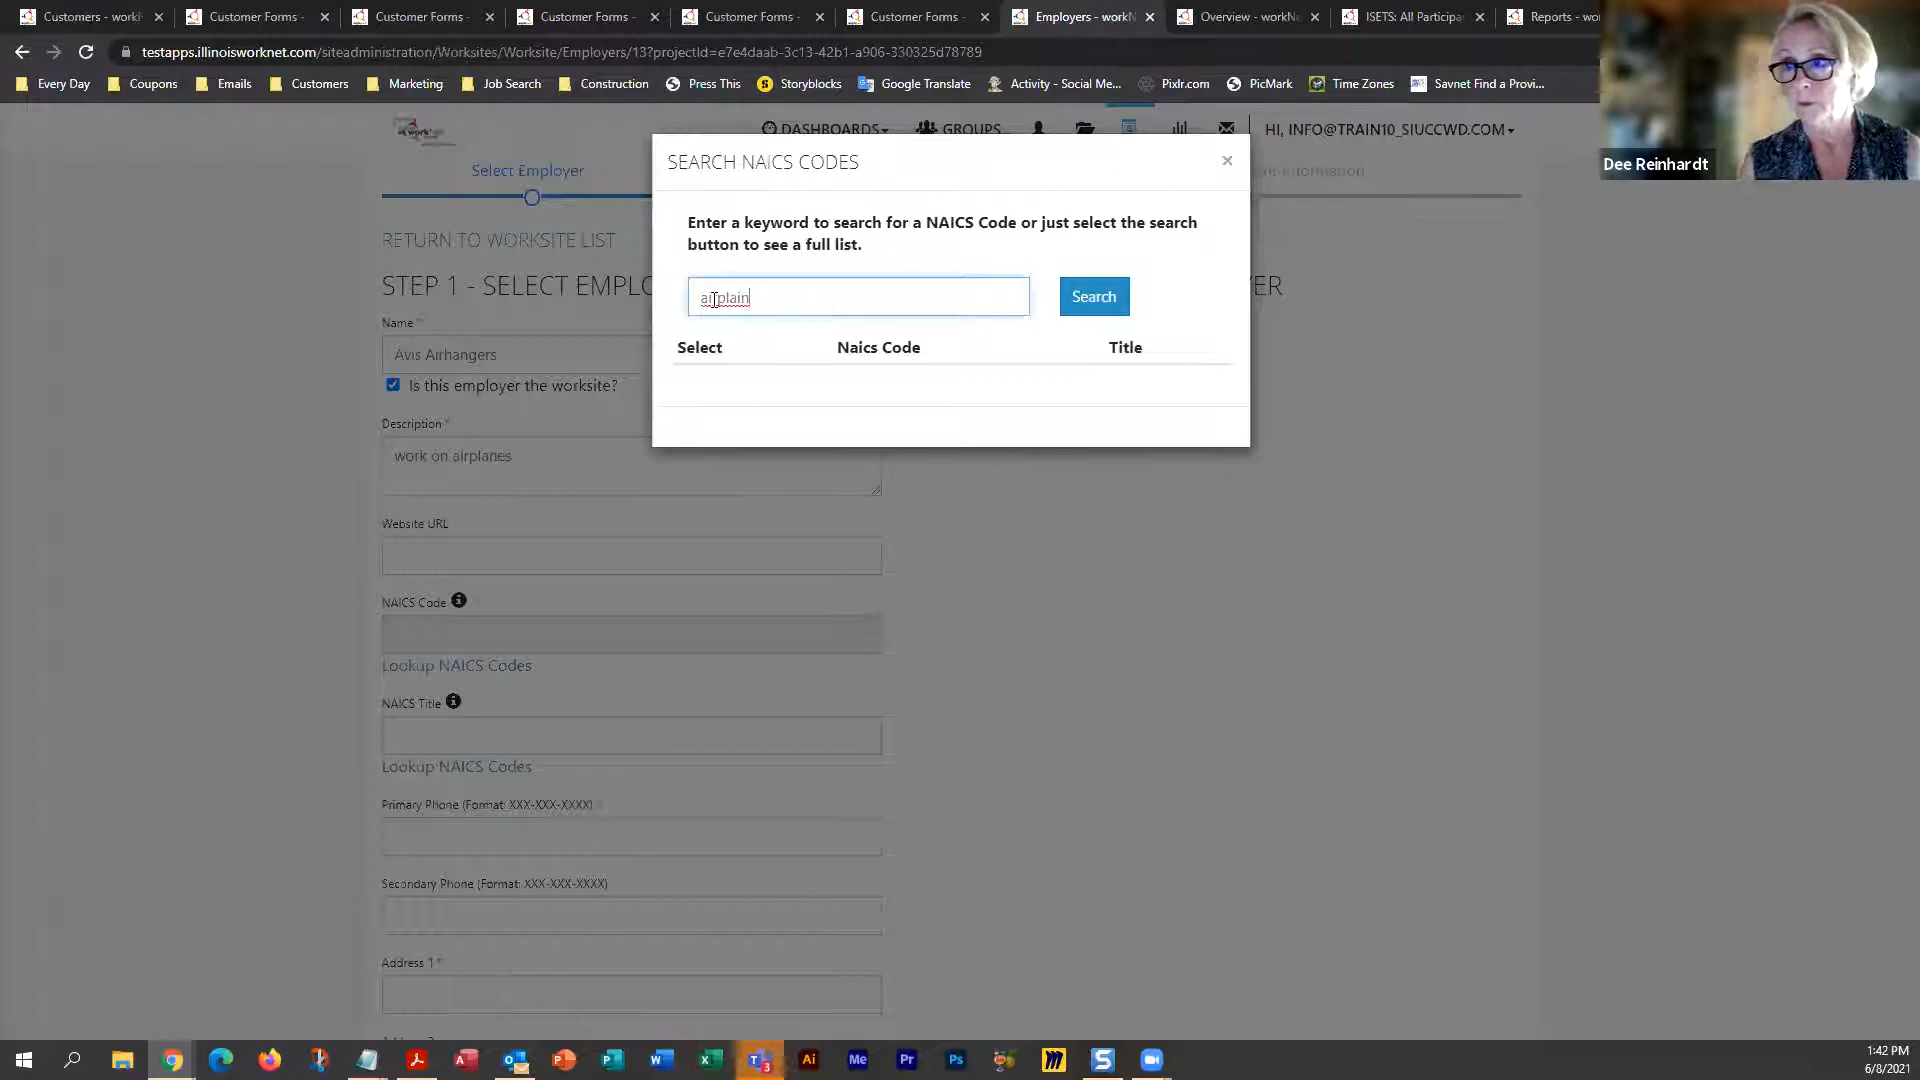 Customers - workN
Customer Forms -
Customer Forms -
Customer Forms -
Customer Forms -
Customer Forms -
Employers - workN
Overview - workNe
ISETS: All Participa
Reports - wo
testapps.illinoisworknet.com/siteadministration/Worksites/Worksite/Employers/13?projectId=e7e4daab-3c13-42b1-a906-330325d78789
Every Day
Coupons
Emails
Customers
Marketing
Job Search
Construction
Press This
Storyblocks
Google Translate
Activity - Social Me...
Pixlr.com
PicMark
Time Zones
Savnet Find a Provi...
Dee Reinhardt
DASHBOARDS
GROUPS
HI, INFO@TRAIN10_SIUCCWD.COM
Select Employer
SEARCH NAICS CODES
×
Enter a keyword to search for a NAICS Code or just select the search
button to see a full list.
airplain
Search
Select
Naics Code
Title
RETURN TO WORKSITE LIST
STEP 1 - SELECT EMPLO
ER
Name *
Avis Airhangers
Is this employer the worksite?
Description *
work on airplanes
Website URL
NAICS Code
Lookup NAICS Codes
NAICS Title
Lookup NAICS Codes
Primary Phone (Format: XXX-XXX-XXXX)
Secondary Phone (Format: XXX-XXX-XXXX)
Address 1 *
1:42 PM
6/8/2021